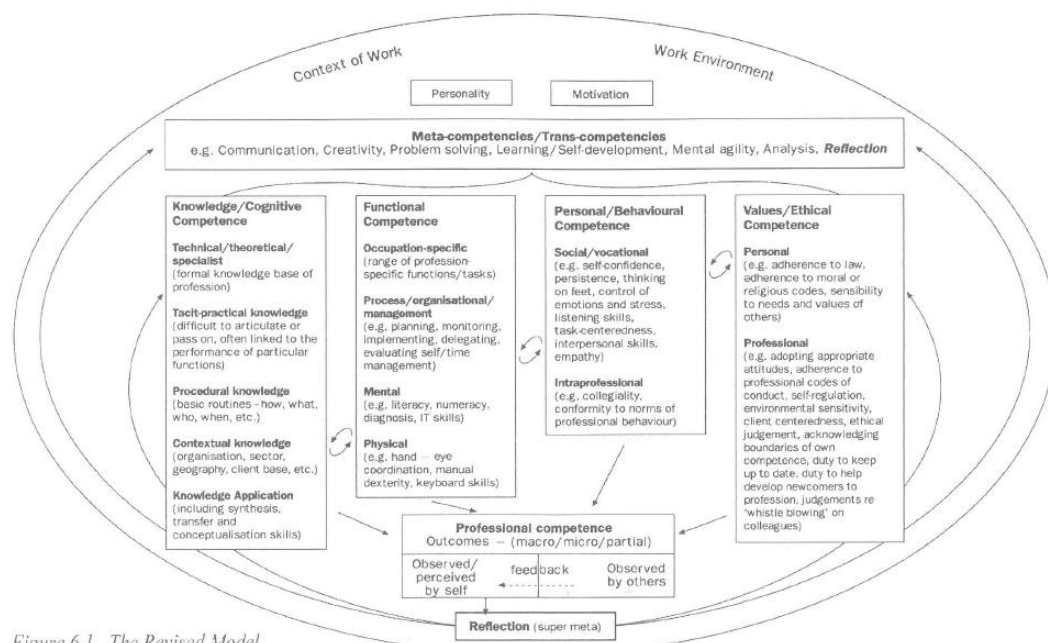 Context of Work
Work Environment
Personality
Motivation
Meta-competencies/Trans-competencies
e.g. Communication, Creativity, Problem solving, Learning/Self-development, Mental agility, Analysis, Reflection
Knowledge/Cognitive
Competence
Technical/theoretical/
specialist
(formal knowledge base of
profession)
Tacit-practical knowledge
(difficult to articulate or
pass on, often linked to the
performance of particular
functions)
Procedural knowledge
(basic routines - how, what,
who, when, etc.)
Contextual knowledge
(organisation, sector,
geography, client base, etc.)
Knowledge Application
(including synthesis,
transfer and
conceptualisation skills)
Functional
Competence
Occupation-specific
(range of profession-
specific functions/tasks)
Process/organisational/
management
(e.g. planning, monitoring,
implementing, delegating,
evaluating self/time
management)
Mental
(e.g. literacy, numeracy,
diagnosis, IT skills)
Physical
(e.g. hand – eye
coordination, manual
dexterity, keyboard skills)
Personal/Behavioural
Competence
Social/vocational
(e.g. self-confidence,
persistence, thinking
on feet, control of
emotions and stress,
listening skills,
task-centeredness,
interpersonal skills,
empathy)
Intraprofessional
(e.g. collegiality,
conformity to norms of
professional behaviour)
Values/Ethical
Competence
Personal
(e.g. adherence to law,
adherence to moral or
religious codes, sensibility
to needs and values of
others)
Professional
(e.g. adopting appropriate
attitudes, adherence to
professional codes of
conduct, self-regulation,
environmental sensitivity,
client centeredness, ethical
judgement, acknowledging
boundaries of own
competence, duty to keep
up to date, duty to help
develop newcomers to
profession, judgements re
'whistle blowing' on
colleagues)
Professional competence
Outcomes – (macro/micro/partial)
Observed/
perceived
by self
feedback
Observed
by others
Reflection (super meta)
Figure 6.1 The Revised Model